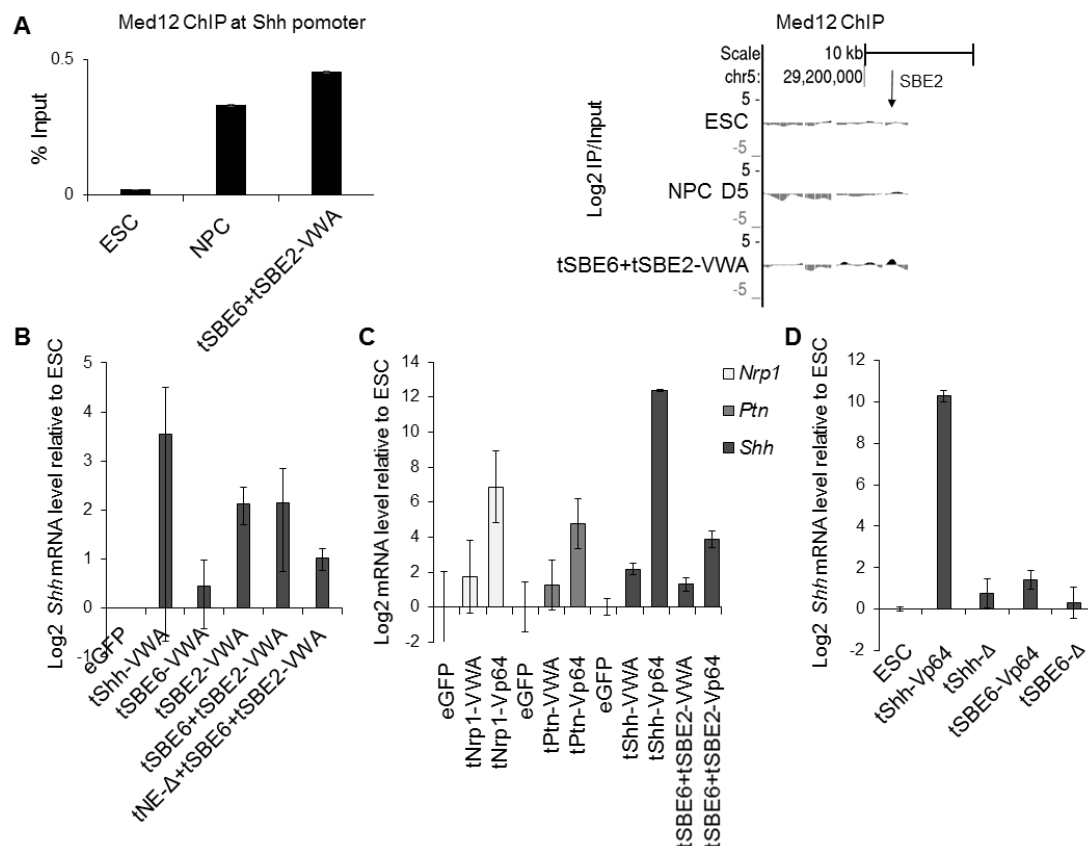 A
Med12 ChIP at Shh pomoter
0.5
0
% Input
ESC
NPC
tSBE6+tSBE2-VWA
Med12 ChIP
Scale
10 kb
chr5:
29,200,000
SBE2
Log2 IP/Input
5 -
ESC
-5 _
5 -
NPC D5
-5 _
5 -
tSBE6+tSBE2-VWA
-5 _
B
Log2 Shh mRNA level relative to ESC
5
4
3
2
1
0
-1
eGFP
tShh-VWA
tSBE6-VWA
tSBE2-VWA
tSBE6+tSBE2-VWA
tNE-Δ+tSBE6+tSBE2-VWA
C
Log2 mRNA level relative to ESC
14
12
10
8
6
4
2
0
-2
Nrp1
Ptn
Shh
eGFP
tNrp1-VWA
tNrp1-Vp64
eGFP
tPtn-VWA
tPtn-Vp64
eGFP
tShh-VWA
tShh-Vp64
tSBE6+tSBE2-VWA
tSBE6+tSBE2-Vp64
D
Log2 Shh mRNA level relative to ESC
12
10
8
6
4
2
0
-2
ESC
tShh-Vp64
tShh-Δ
tSBE6-Vp64
tSBE6-Δ